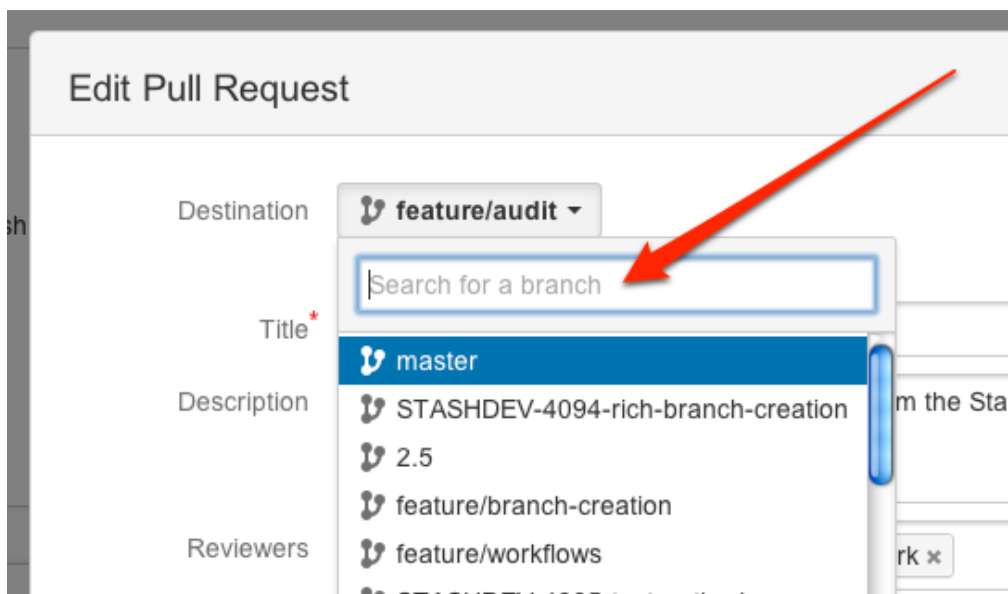 Edit Pull Request
sh
Destination
feature/audit
Search for a branch
Title*
master
Description
STASHDEV-4094-rich-branch-creation
m the Sta
2.5
feature/branch-creation
Reviewers
feature/workflows
rk ×